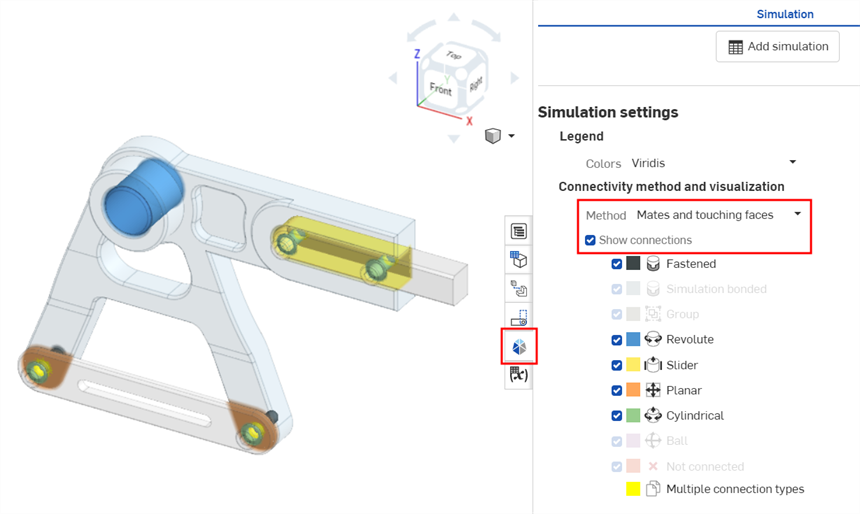 Simulation
Add simulation
Z
Top
Y
Front
Right
X
Simulation settings
Legend
Colors Viridis
Connectivity method and visualization
Method Mates and touching faces
Show connections
Fastened
Simulation bonded
Group
Revolute
Slider
Planar
Cylindrical
Ball
Not connected
Multiple connection types
(x)